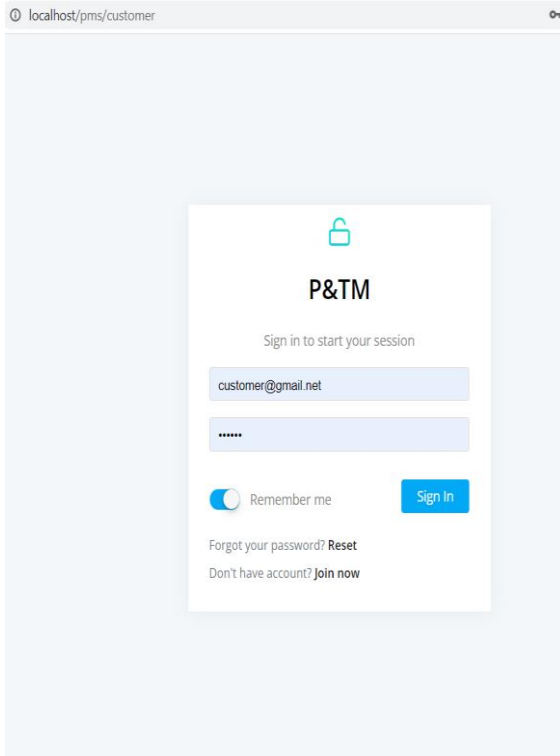 localhost/pms/customer
P&TM
Sign in to start your session
customer@gmail.net
••••••
Remember me
Sign In
Forgot your password? Reset
Don't have account? Join now